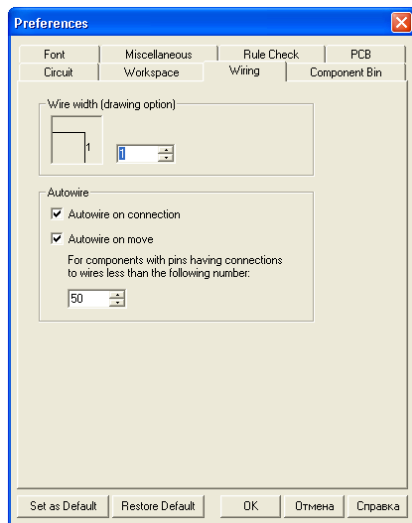 Preferences
Font Miscellaneous Rule Check PCB
Circuit Workspace Wiring Component Bin
Wire width (drawing option)
1
1
Autowire
Autowire on connection
Autowire on move
For components with pins having connections
to wires less than the following number:
50
Set as Default Restore Default OK Отмена Справка